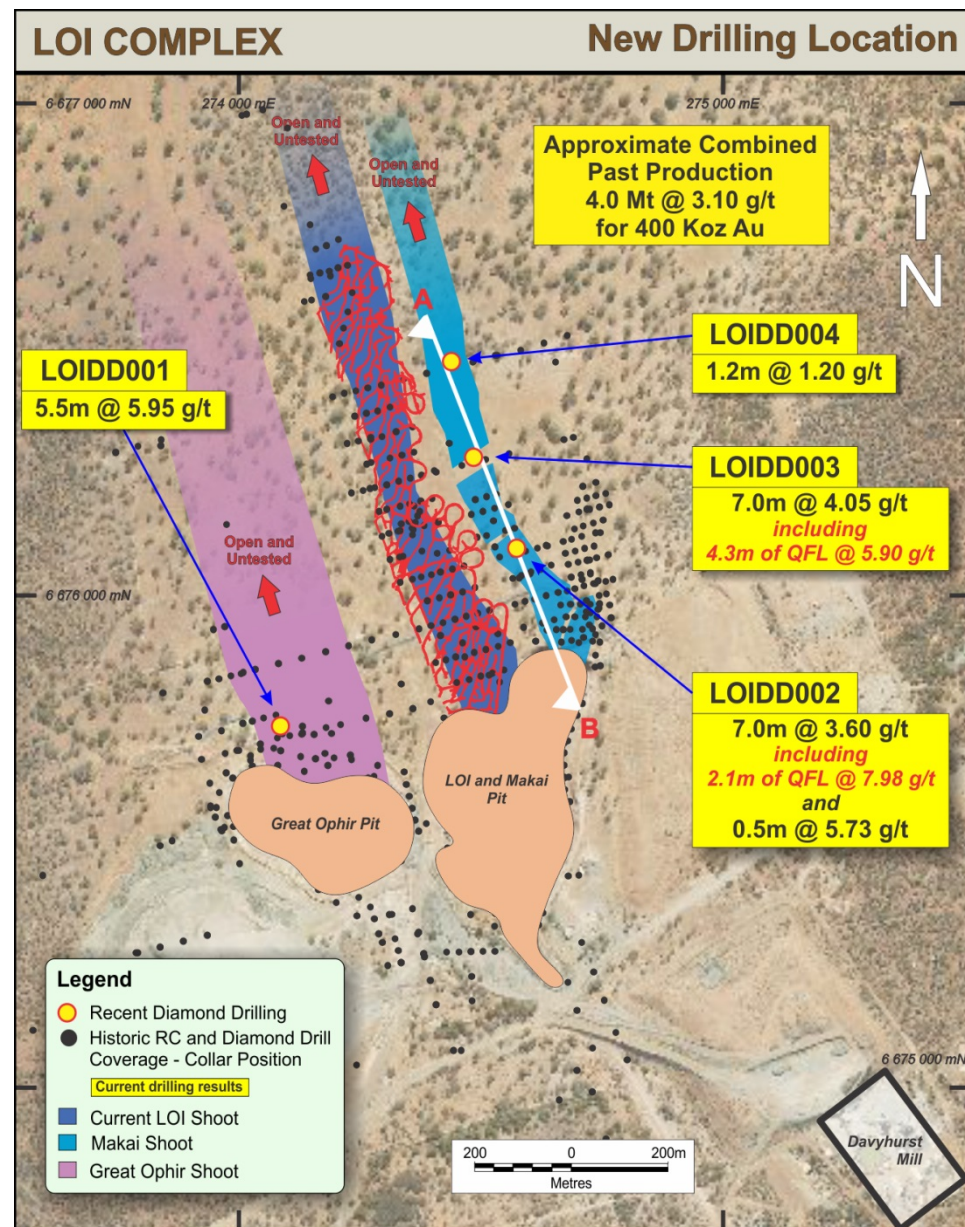 LOI COMPLEX
New Drilling Location
6 677 000 mN
274 000 mE
275 000 mE
Open and
Untested
Open and
Untested
Approximate Combined
Past Production
4.0 Mt @ 3.10 g/t
for 400 Koz Au
N
A
LOIDD004
1.2m @ 1.20 g/t
LOIDD001
5.5m @ 5.95 g/t
LOIDD003
7.0m @ 4.05 g/t
including
4.3m of QFL @ 5.90 g/t
Open and
Untested
6 676 000 mN
LOIDD002
7.0m @ 3.60 g/t
including
2.1m of QFL @ 7.98 g/t
and
0.5m @ 5.73 g/t
B
LOI and Makai
Pit
Great Ophir Pit
Legend
Recent Diamond Drilling
Historic RC and Diamond Drill
Coverage - Collar Position
Current drilling results
Current LOI Shoot
Makai Shoot
Great Ophir Shoot
200 0 200m
Metres
6 675 000 mN
Davyhurst
Mill